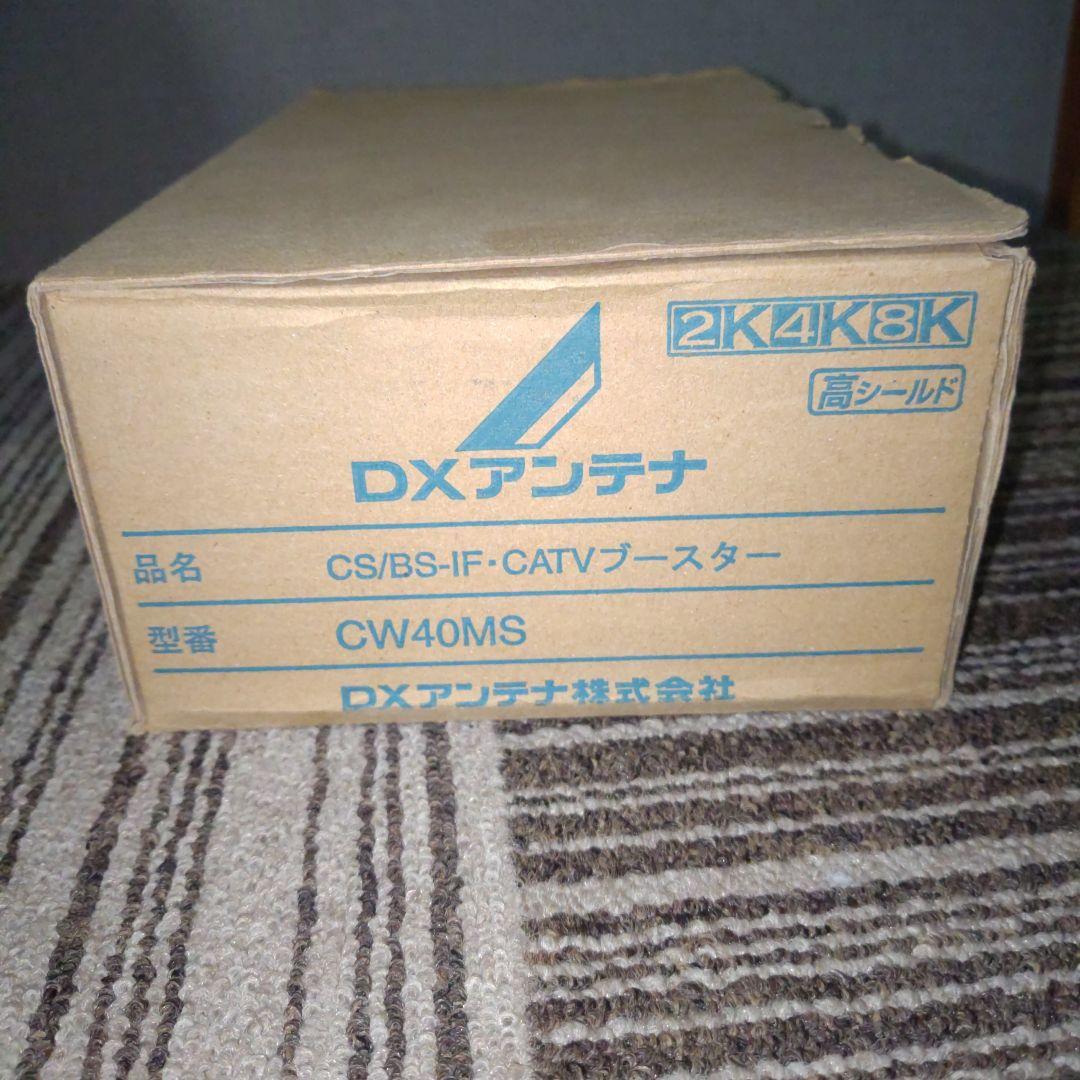 2K4K8K
高シールド
DXアンテナ
品名 CS/BS-IF・CATVブースター
型番 CW40MS
DXアンテナ株式会社